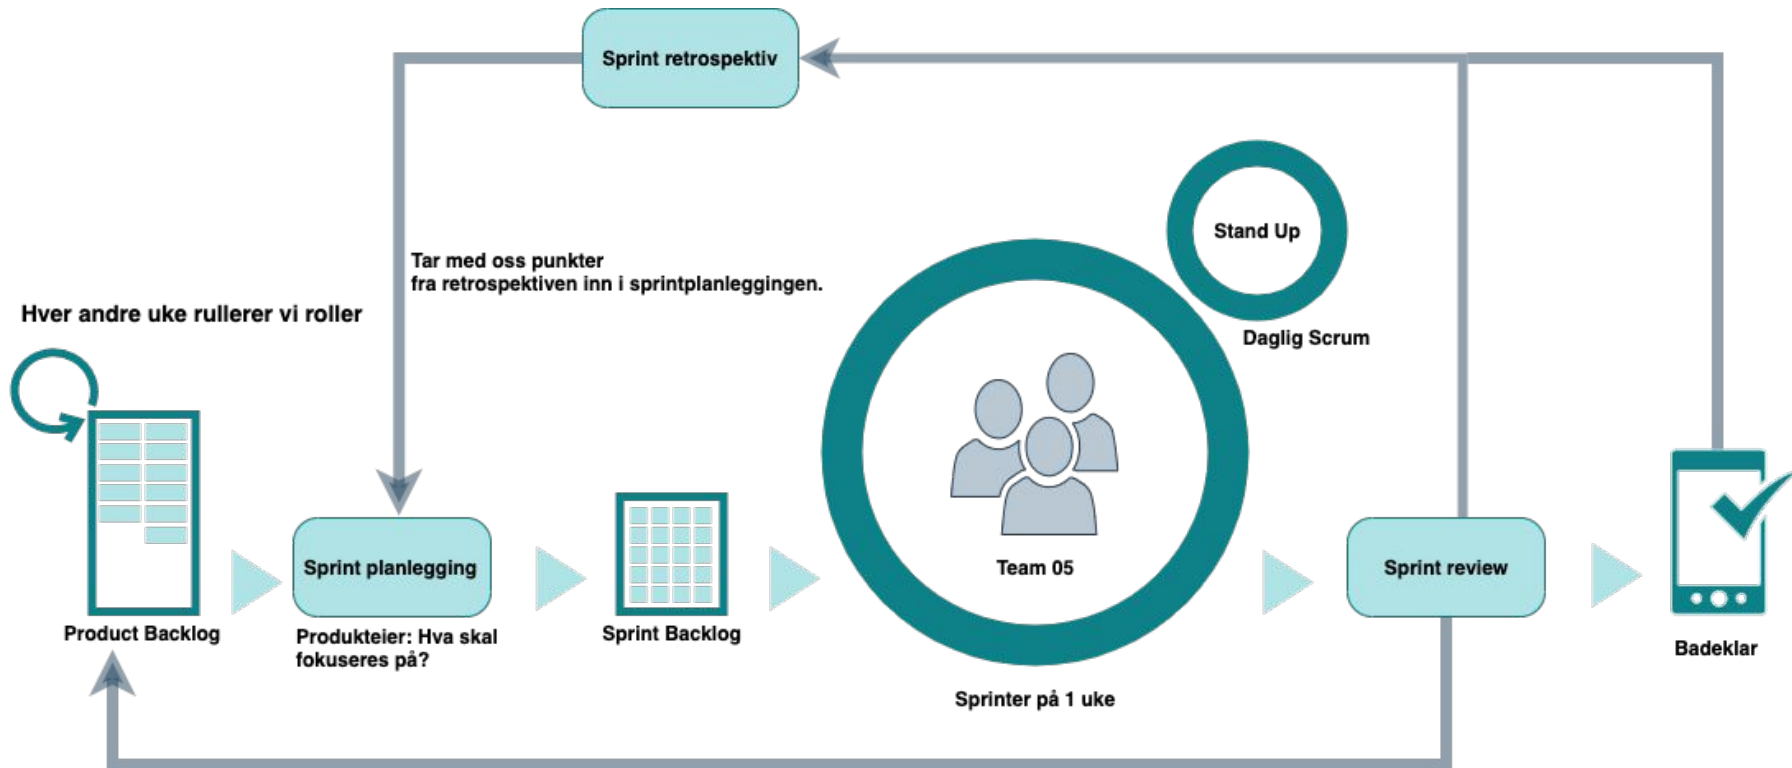 Sprint retrospektiv
Stand Up
Tar med oss punkter
fra retrospektiven inn i sprintplanleggingen.
Hver andre uke rullerer vi roller
Daglig Scrum
Sprint planlegging
Team 05
Sprint review
Product Backlog
Produkteier: Hva skal
fokuseres på?
Sprint Backlog
Badeklar
Sprinter på 1 uke